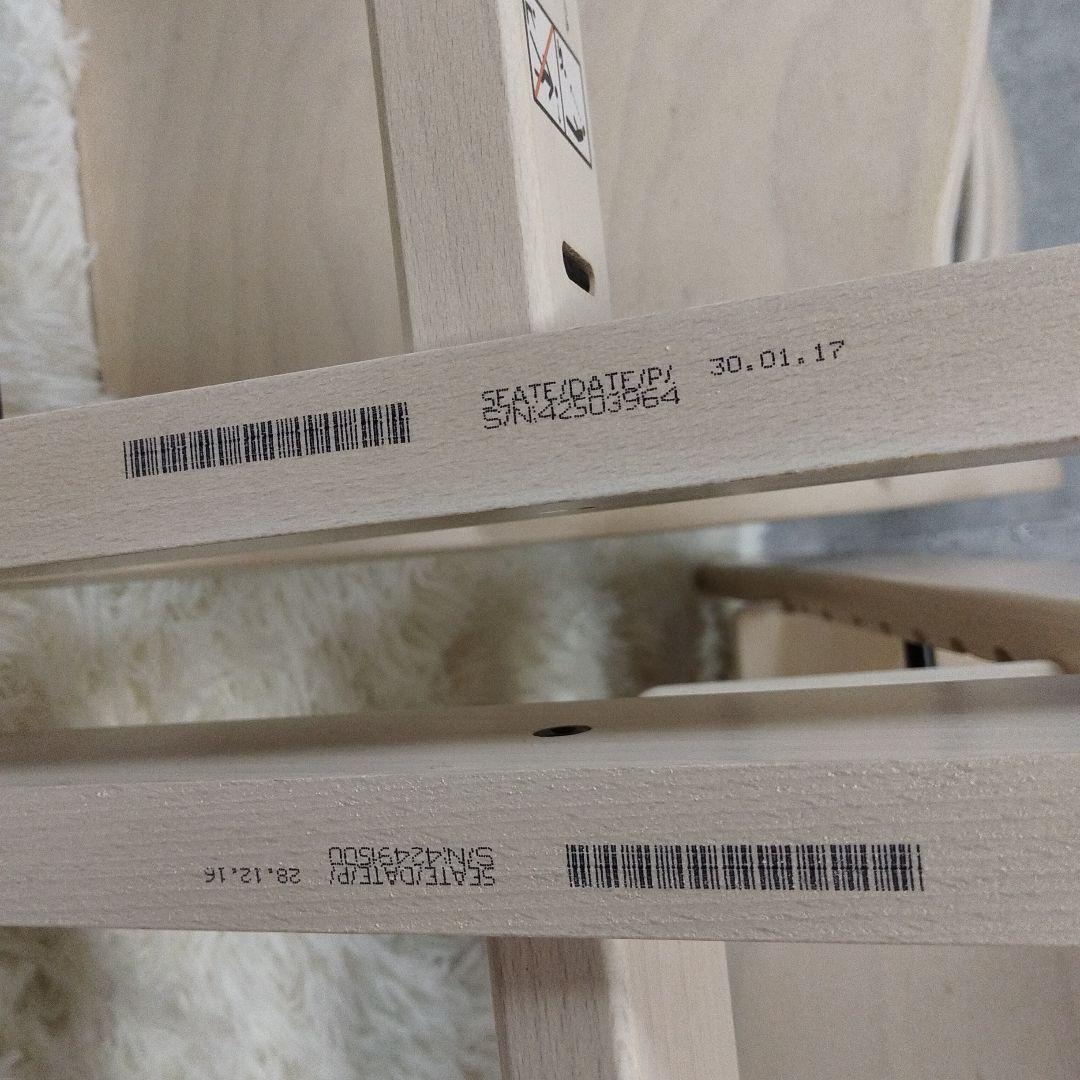 SEATE/DATE/P/ 30.01.17
S/N:42503964
SEATE/DATE/P/ 28.12.16
S/N:42491500